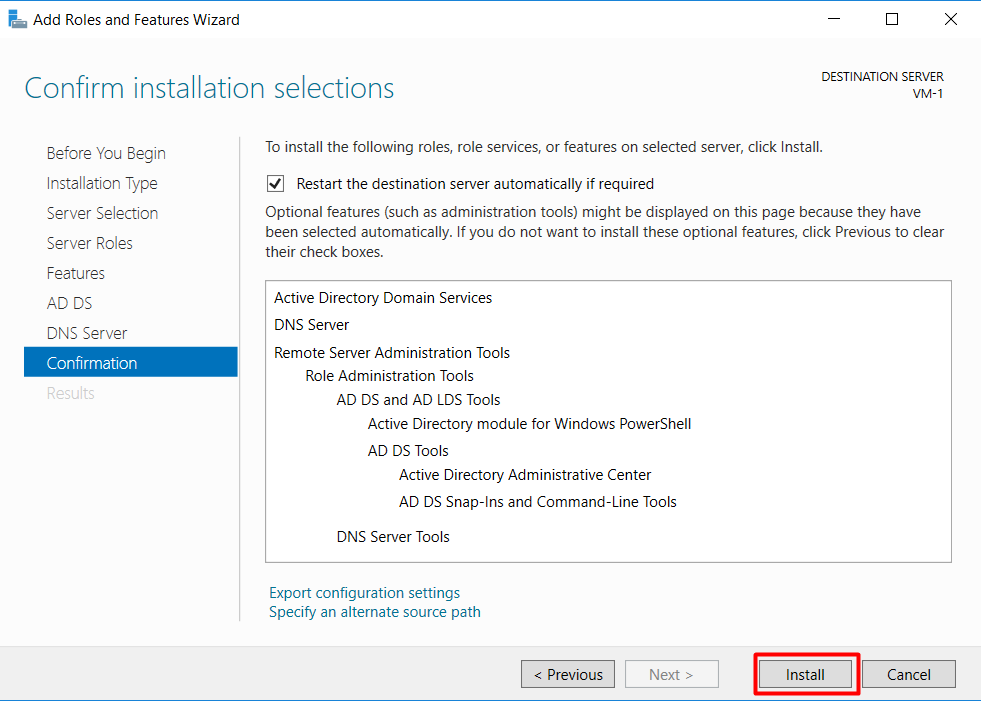 Add Roles and Features Wizard
Confirm installation selections
DESTINATION SERVER
VM-1
Before You Begin
Installation Type
Server Selection
Server Roles
Features
AD DS
DNS Server
Confirmation
Results
To install the following roles, role services, or features on selected server, click Install.
Restart the destination server automatically if required
Optional features (such as administration tools) might be displayed on this page because they have
been selected automatically. If you do not want to install these optional features, click Previous to clear
their check boxes.
Active Directory Domain Services
DNS Server
Remote Server Administration Tools
Role Administration Tools
AD DS and AD LDS Tools
Active Directory module for Windows PowerShell
AD DS Tools
Active Directory Administrative Center
AD DS Snap-Ins and Command-Line Tools
DNS Server Tools
Export configuration settings
Specify an alternate source path
< Previous
Next >
Install
Cancel